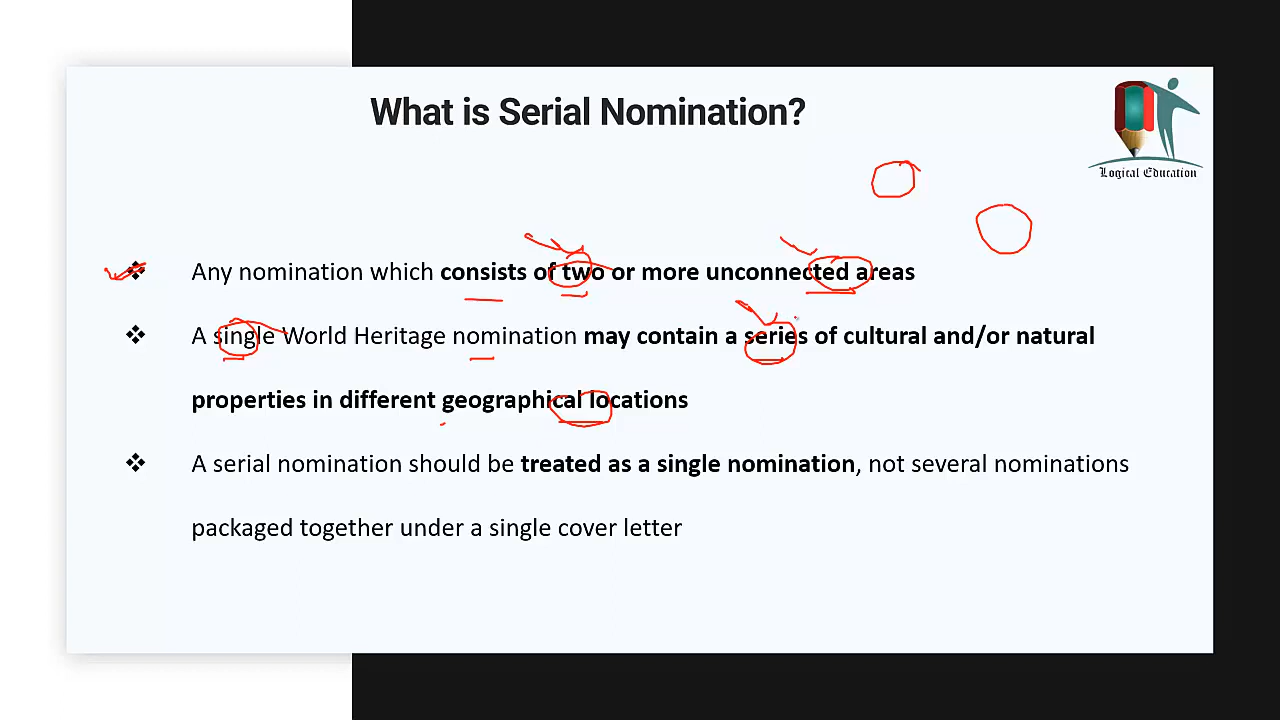 What is Serial Nomination?
Logical Education
❖ Any nomination which consists of two or more unconnected areas
❖ A single World Heritage nomination may contain a series of cultural and/or natural
properties in different geographical locations
❖ A serial nomination should be treated as a single nomination, not several nominations
packaged together under a single cover letter